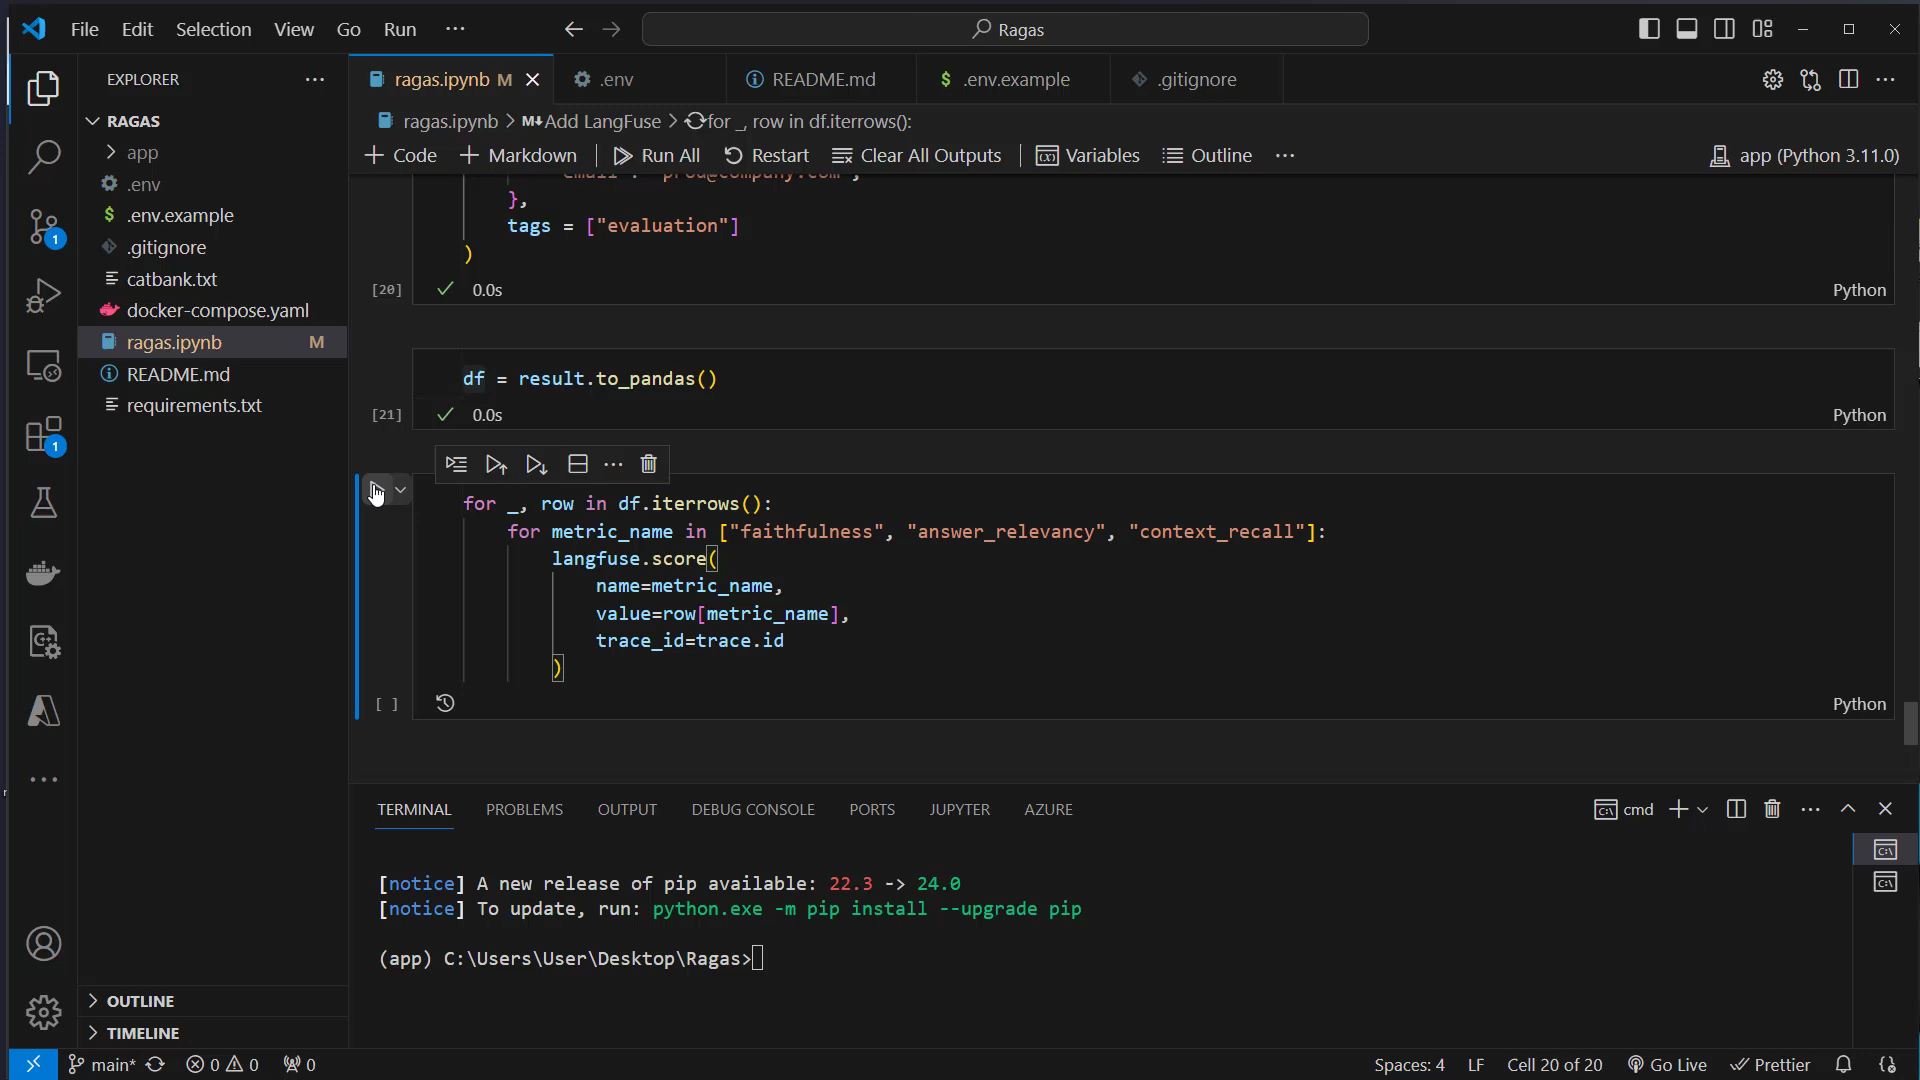 File Edit Selection View Go Run ... Ragas
EXPLORER
ragas.ipynb M .env README.md .env.example .gitignore
RAGAS
ragas.ipynb > M↓Add LangFuse > for _, row in df.iterrows():
app
+ Code + Markdown Run All Restart Clear All Outputs Variables Outline ... app (Python 3.11.0)
.env
.env.example
.gitignore
catbank.txt
docker-compose.yaml
ragas.ipynb M
README.md
requirements.txt
"email": "prod@company.com",
},
tags = ["evaluation"]
)
[20] 0.0s Python
df = result.to_pandas()
[21] 0.0s Python
for _, row in df.iterrows():
for metric_name in ["faithfulness", "answer_relevancy", "context_recall"]:
langfuse.score(
name=metric_name,
value=row[metric_name],
trace_id=trace.id
)
[ ] Python
TERMINAL PROBLEMS OUTPUT DEBUG CONSOLE PORTS JUPYTER AZURE cmd
[notice] A new release of pip available: 22.3 -> 24.0
[notice] To update, run: python.exe -m pip install --upgrade pip
(app) C:\Users\User\Desktop\Ragas>
OUTLINE
TIMELINE
main* 0 0 0 Spaces: 4 LF Cell 20 of 20 Go Live Prettier